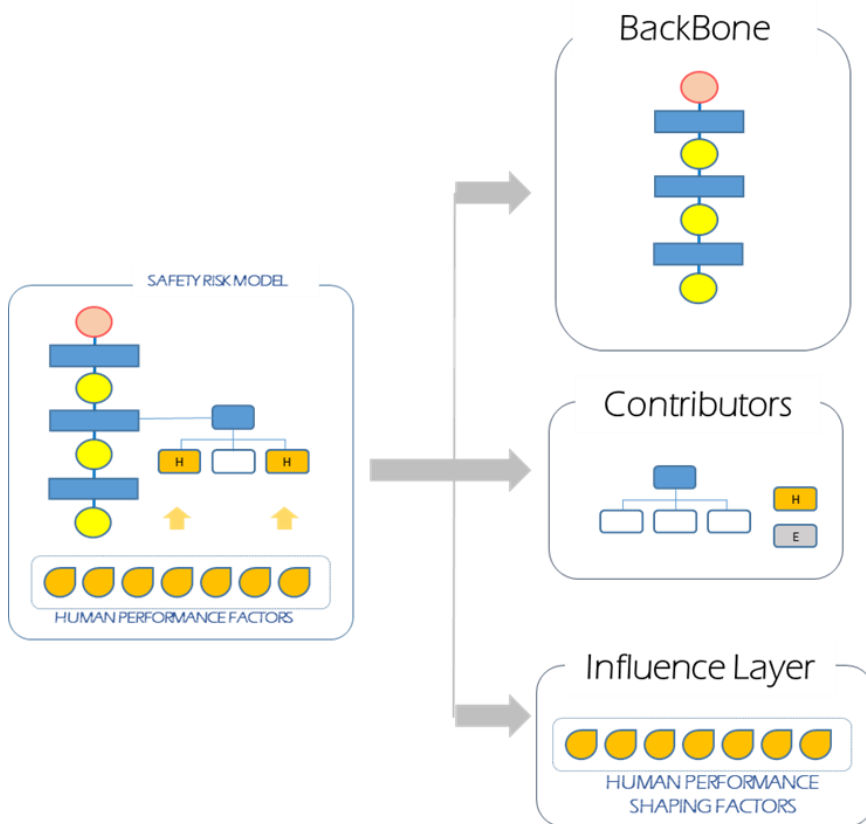 SAFETY RISK MODEL
H
H
HUMAN PERFORMANCE FACTORS
BackBone
Contributors
H
E
Influence Layer
HUMAN PERFORMANCE
SHAPING FACTORS